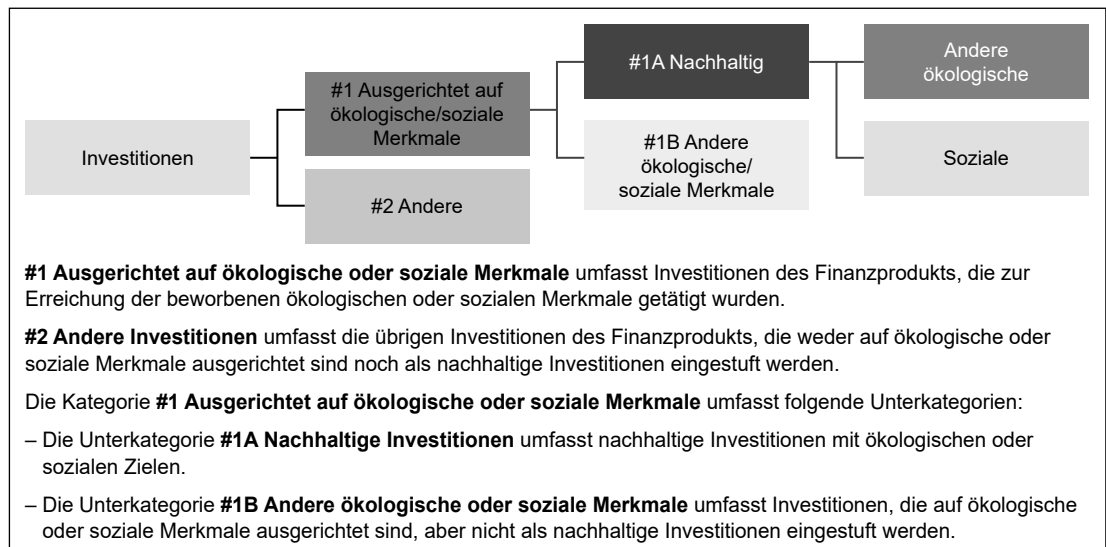 Investitionen
#1 Ausgerichtet auf
ökologische/soziale
Merkmale
#2 Andere
#1A Nachhaltig
#1B Andere
ökologische/
soziale Merkmale
Andere
ökologische
Soziale
#1 Ausgerichtet auf ökologische oder soziale Merkmale umfasst Investitionen des Finanzprodukts, die zur
Erreichung der beworbenen ökologischen oder sozialen Merkmale getätigt wurden.
#2 Andere Investitionen umfasst die übrigen Investitionen des Finanzprodukts, die weder auf ökologische oder
soziale Merkmale ausgerichtet sind noch als nachhaltige Investitionen eingestuft werden.
Die Kategorie #1 Ausgerichtet auf ökologische oder soziale Merkmale umfasst folgende Unterkategorien:
– Die Unterkategorie #1A Nachhaltige Investitionen umfasst nachhaltige Investitionen mit ökologischen oder
sozialen Zielen.
– Die Unterkategorie #1B Andere ökologische oder soziale Merkmale umfasst Investitionen, die auf ökologische
oder soziale Merkmale ausgerichtet sind, aber nicht als nachhaltige Investitionen eingestuft werden.